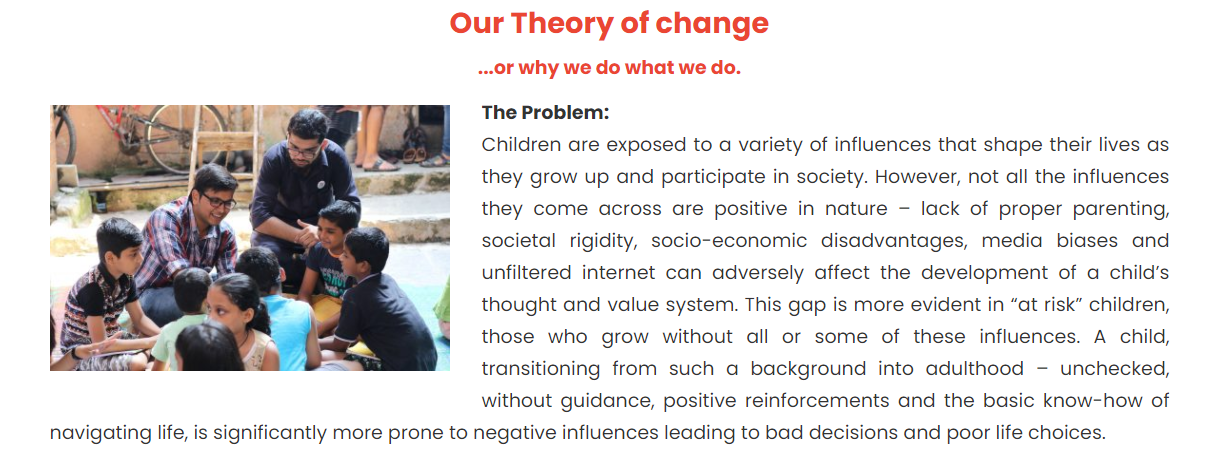 Our Theory of change
...or why we do what we do.
The Problem:
Children are exposed to a variety of influences that shape their lives as
they grow up and participate in society. However, not all the influences
they come across are positive in nature – lack of proper parenting,
societal rigidity, socio-economic disadvantages, media biases and
unfiltered internet can adversely affect the development of a child’s
thought and value system. This gap is more evident in “at risk” children,
those who grow without all or some of these influences. A child,
transitioning from such a background into adulthood – unchecked,
without guidance, positive reinforcements and the basic know-how of
navigating life, is significantly more prone to negative influences leading to bad decisions and poor life choices.